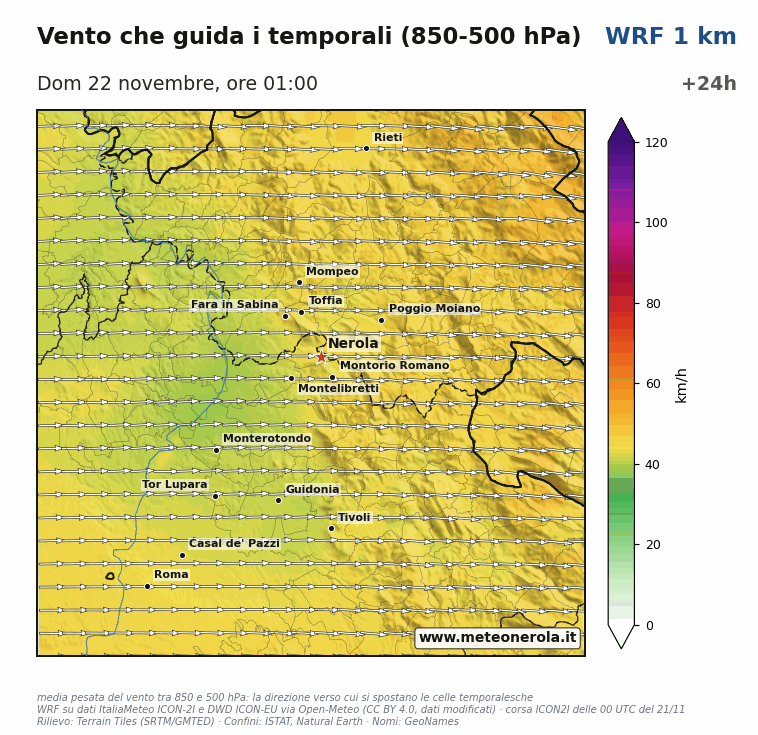 Vento che guida i temporali (850-500 hPa) WRF 1 km
Dom 22 novembre, ore 01:00 +24h
Rieti
Mompeo
Fara in Sabina
Toffia
Poggio Moiano
Nerola
Montorio Romano
Montelibretti
Monterotondo
Tor Lupara
Guidonia
Tivoli
Casal de' Pazzi
Roma
www.meteonerola.it
120
100
80
60
40
20
0
km/h
media pesata del vento tra 850 e 500 hPa: la direzione verso cui si spostano le celle temporalesche
WRF su dati ItaliaMeteo ICON-2I e DWD ICON-EU via Open-Meteo (CC BY 4.0, dati modificati) · corsa ICON2I delle 00 UTC del 21/11
Rilievo: Terrain Tiles (SRTM/GMTED) · Confini: ISTAT, Natural Earth · Nomi: GeoNames